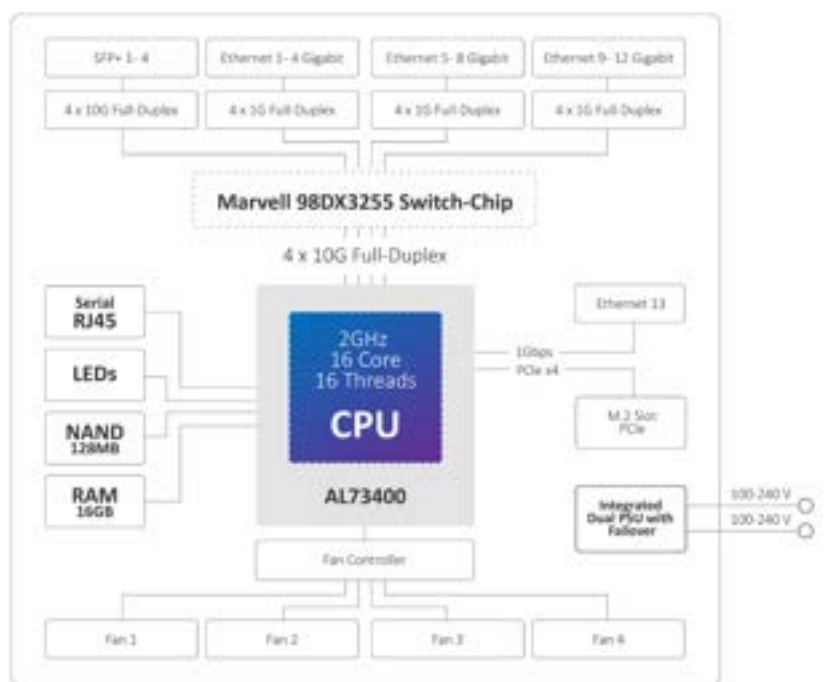 SFP+ 1- 4
Ethernet 1- 4 Gigabit
Ethernet 5- 8 Gigabit
Ethernet 9- 12 Gigabit
4 x 10G Full-Duplex
4 x 1G Full-Duplex
4 x 1G Full-Duplex
4 x 1G Full-Duplex
Marvell 98DX3255 Switch-Chip
4 x 10G Full-Duplex
Serial
RJ45
LEDs
NAND
128MB
RAM
16GB
2GHz
16 Core
16 Threads
CPU
AL73400
Ethernet 13
1Gbps
PCIe x4
M.2 Slot
PCIe
Integrated
Dual PSU with
Failover
100-240 V
100-240 V
Fan Controller
Fan 1
Fan 2
Fan 3
Fan 4